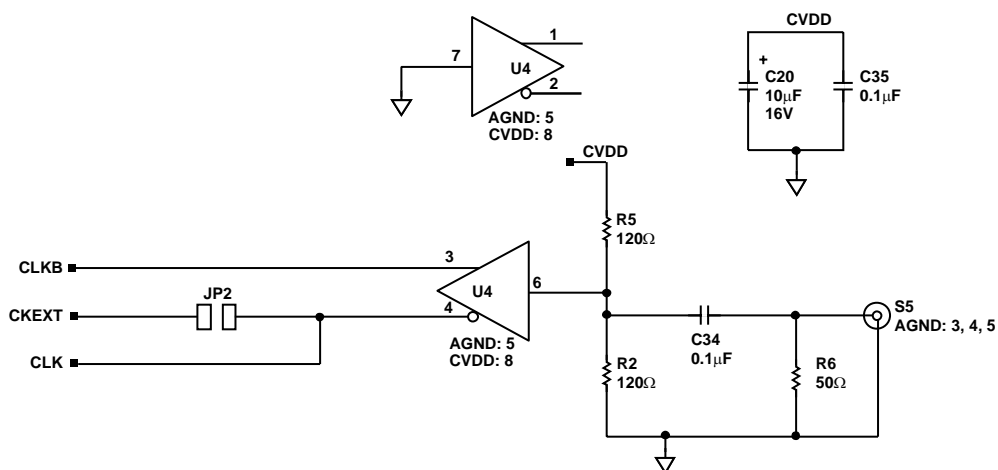 1
7
U4
2
AGND: 5
CVDD: 8
CVDD
+
C20
10µF
16V
C35
0.1µF
CVDD
R5
120Ω
CLKB
3
6
U4
JP2
CKEXT
4
AGND: 5
CVDD: 8
CLK
S5
AGND: 3, 4, 5
C34
0.1µF
R2
120Ω
R6
50Ω